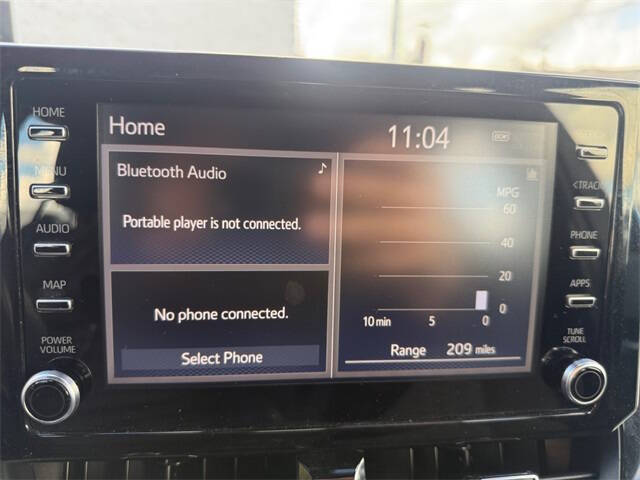 HOME
MENU
AUDIO
MAP
POWER
VOLUME
Home
11:04
DCM
Bluetooth Audio
Portable player is not connected.
No phone connected.
Select Phone
MPG
60
40
20
0
10 min 5 0
Range 209 miles
<TRACK
PHONE
APPS
TUNE
SCROLL